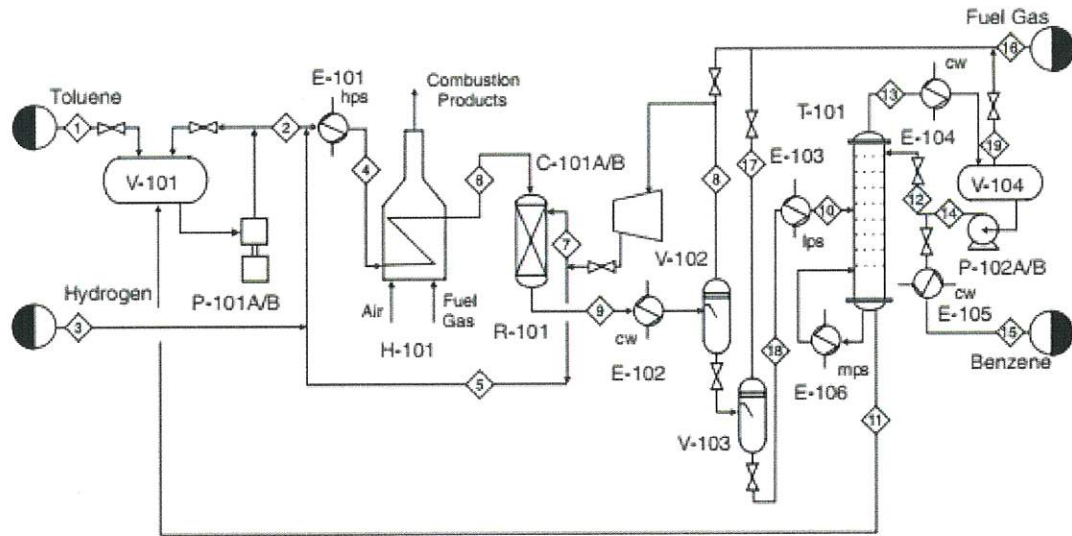 Fuel Gas
16
Toluene
1
2
E-101
hps
Combustion
Products
4
6
C-101A/B
E-103
T-101
13
cw
E-104
19
V-104
V-101
8
17
10
lps
12
14
7
V-102
P-102A/B
Hydrogen
P-101A/B
3
Air
Fuel
Gas
H-101
R-101
9
cw
E-102
18
cw
E-105
15
Benzene
mps
E-106
5
V-103
11